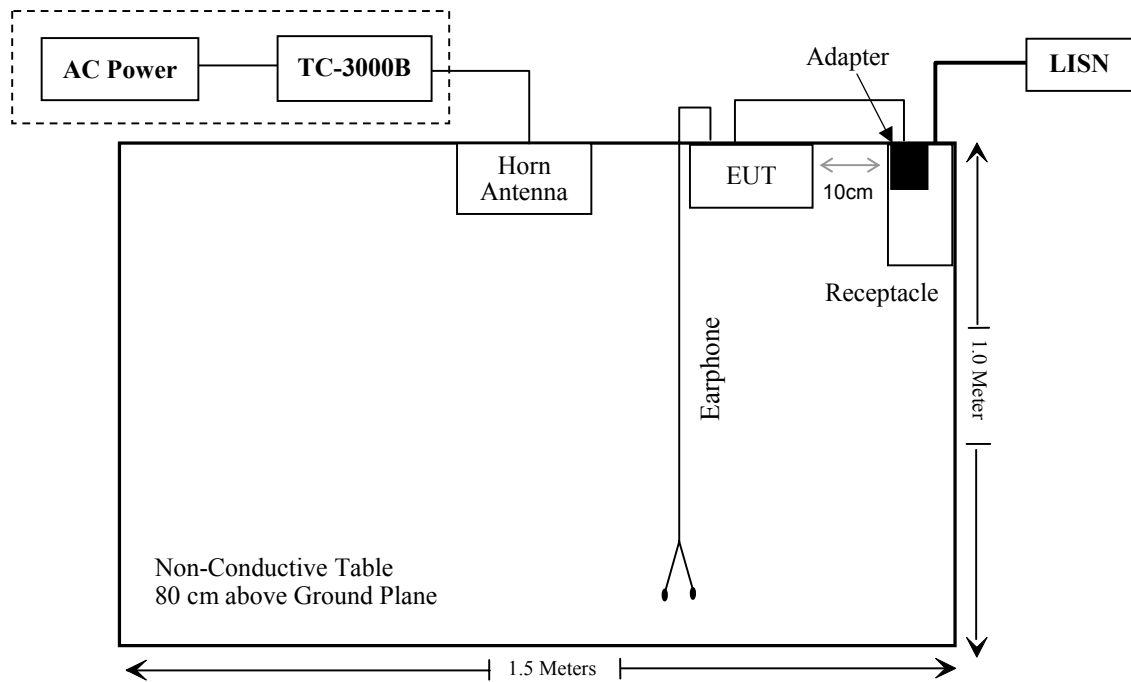 AC Power
TC-3000B
Adapter
LISN
Horn
Antenna
EUT
10cm
Receptacle
Earphone
1.0 Meter
Non-Conductive Table
80 cm above Ground Plane
1.5 Meters